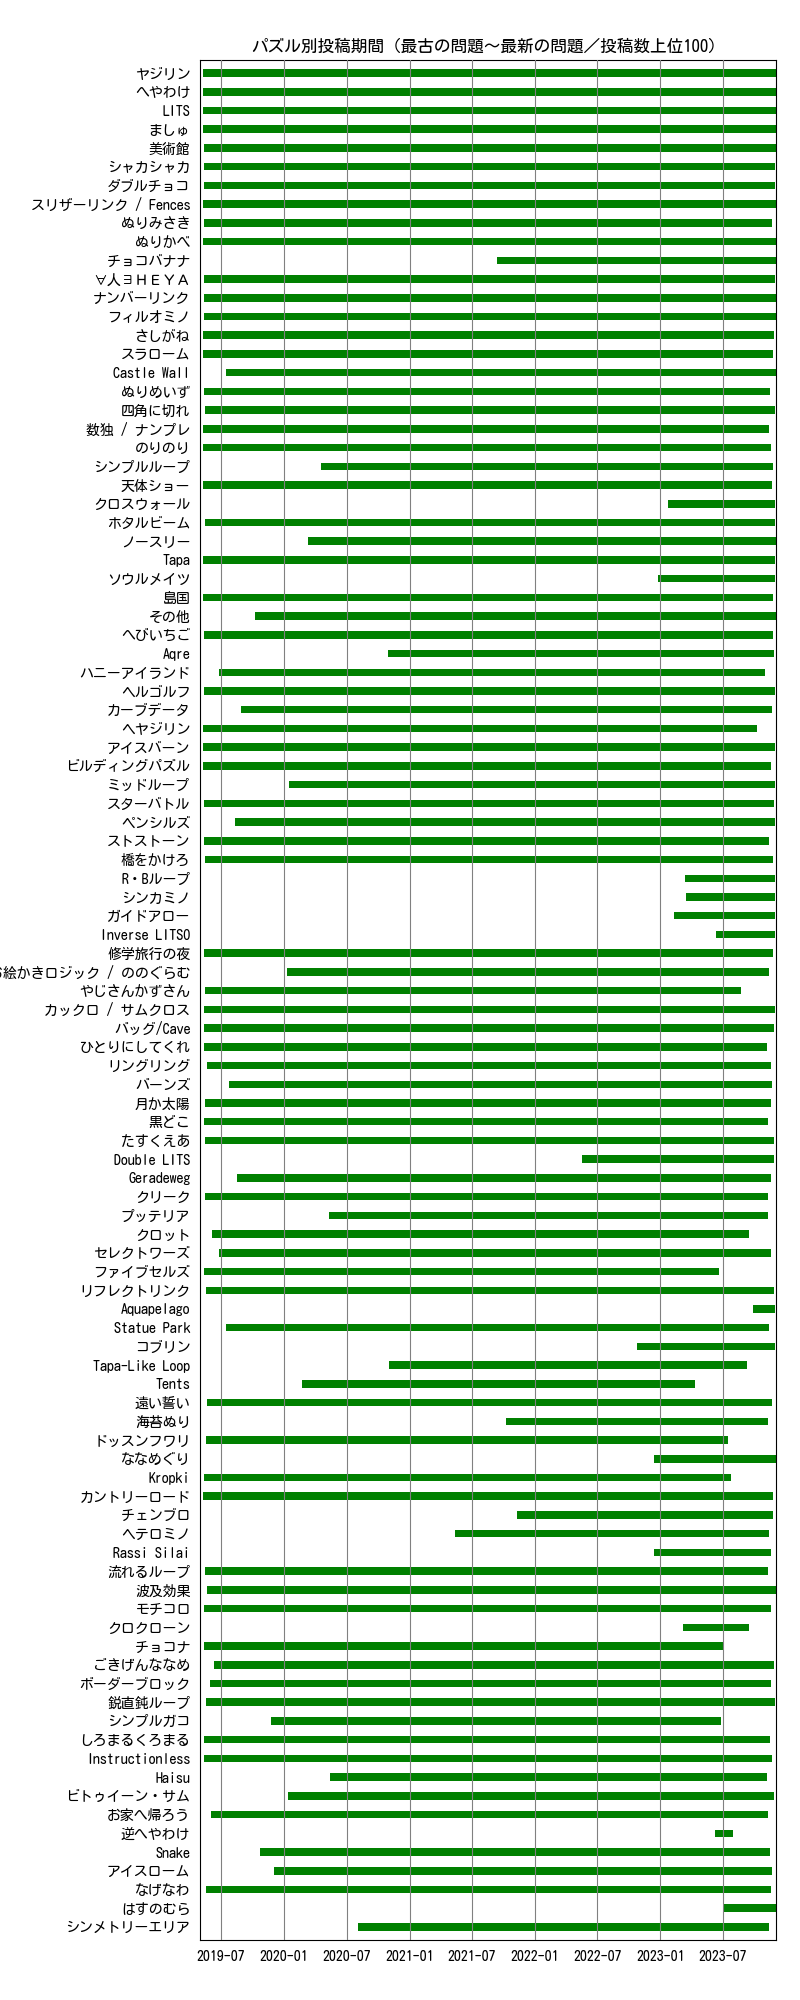 パズル別投稿期間（最古の問題～最新の問題／投稿数上位100）
ヤジリン
へやわけ
LITS
ましゅ
美術館
シャカシャカ
ダブルチョコ
スリザーリンク / Fences
ぬりみさき
ぬりかべ
チョコバナナ
∀人∃ＨＥＹＡ
ナンバーリンク
フィルオミノ
さしがね
スラローム
Castle Wall
ぬりめいず
四角に切れ
数独 / ナンプレ
のりのり
シンプルループ
天体ショー
クロスウォール
ホタルビーム
ノースリー
Tapa
ソウルメイツ
島国
その他
へびいちご
Aqre
ハニーアイランド
ヘルゴルフ
カーブデータ
ヘヤジリン
アイスバーン
ビルディングパズル
ミッドループ
スターバトル
ペンシルズ
ストストーン
橋をかけろ
R・Bループ
シンカミノ
ガイドアロー
Inverse LITSO
修学旅行の夜
絵かきロジック / ののぐらむ
やじさんかずさん
カックロ / サムクロス
バッグ/Cave
ひとりにしてくれ
リングリング
バーンズ
月か太陽
黒どこ
たすくえあ
Double LITS
Geradeweg
クリーク
プッテリア
クロット
セレクトワーズ
ファイブセルズ
リフレクトリンク
Aquapelago
Statue Park
コブリン
Tapa-Like Loop
Tents
遠い誓い
海苔ぬり
ドッスンフワリ
ななめぐり
Kropki
カントリーロード
チェンブロ
ヘテロミノ
Rassi Silai
流れるループ
波及効果
モチコロ
クロクローン
チョコナ
ごきげんななめ
ボーダーブロック
鋭直鈍ループ
シンプルガコ
しろまるくろまる
Instructionless
Haisu
ビトゥイーン・サム
お家へ帰ろう
逆へやわけ
Snake
アイスローム
なげなわ
はすのむら
シンメトリーエリア
2019-07 2020-01 2020-07 2021-01 2021-07 2022-01 2022-07 2023-01 2023-07